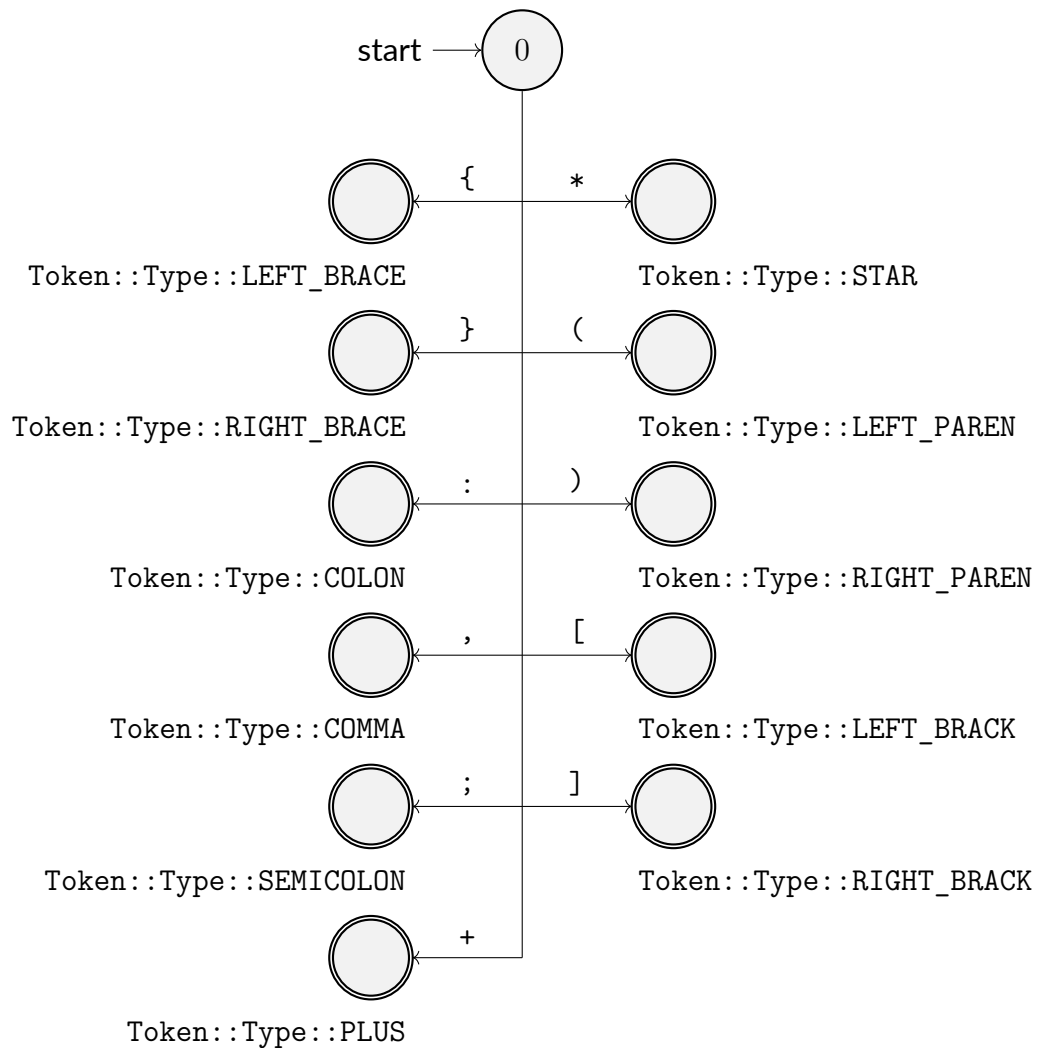 start 0
{ *
Token::Type::LEFT_BRACE Token::Type::STAR
} (
Token::Type::RIGHT_BRACE Token::Type::LEFT_PAREN
: )
Token::Type::COLON Token::Type::RIGHT_PAREN
, [
Token::Type::COMMA Token::Type::LEFT_BRACK
; ]
Token::Type::SEMICOLON Token::Type::RIGHT_BRACK
+
Token::Type::PLUS